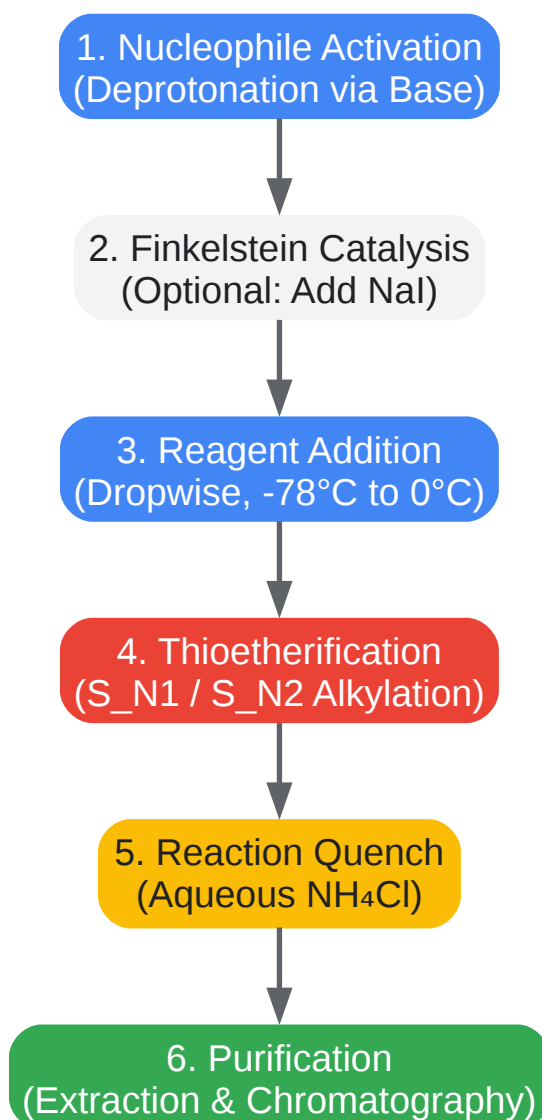 1. Nucleophile Activation
(Deprotonation via Base)
2. Finkelstein Catalysis
(Optional: Add NaI)
3. Reagent Addition
(Dropwise, -78°C to 0°C)
4. Thioetherification
(S_N1 / S_N2 Alkylation)
5. Reaction Quench
(Aqueous NH₄Cl)
6. Purification
(Extraction & Chromatography)